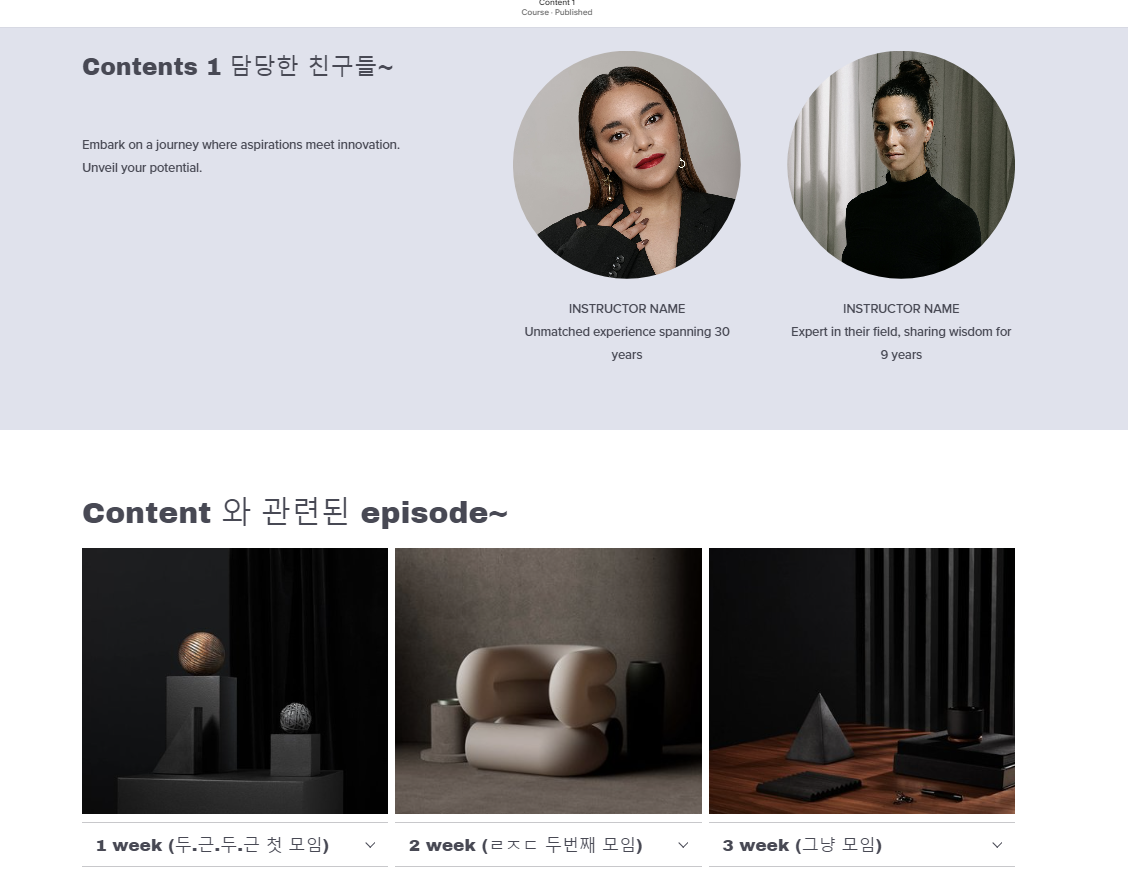 Content 1
Course · Published
Contents 1 담당한 친구들~
Embark on a journey where aspirations meet innovation.
Unveil your potential.
INSTRUCTOR NAME
Unmatched experience spanning 30
years
INSTRUCTOR NAME
Expert in their field, sharing wisdom for
9 years
Content 와 관련된 episode~
1 week (두.근.두.근 첫 모임)
2 week (ㄹㅈㄷ 두번째 모임)
3 week (그냥 모임)